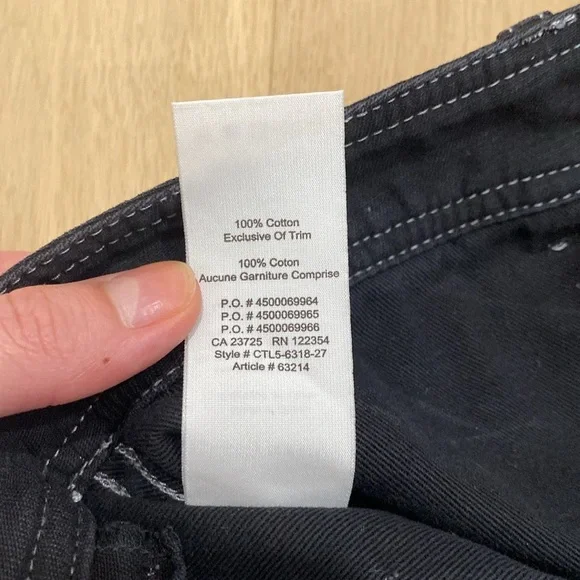 100% Cotton
Exclusive Of Trim
100% Coton
Aucune Garniture Comprise
P.O. # 4500069964
P.O. # 4500069965
P.O. # 4500069966
CA 23725 RN 122354
Style # CTL5-6318-27
Article # 63214